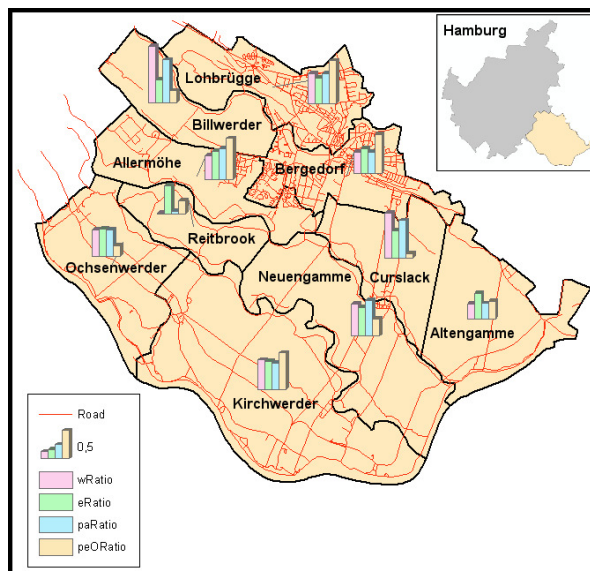 Hamburg
Lohbrügge
Billwerder
Allermöhe
Bergedorf
Reitbrook
Ochsenwerder
Neuengamme
Curslack
Altengamme
Kirchwerder
Road
0,5
wRatio
eRatio
paRatio
peORatio